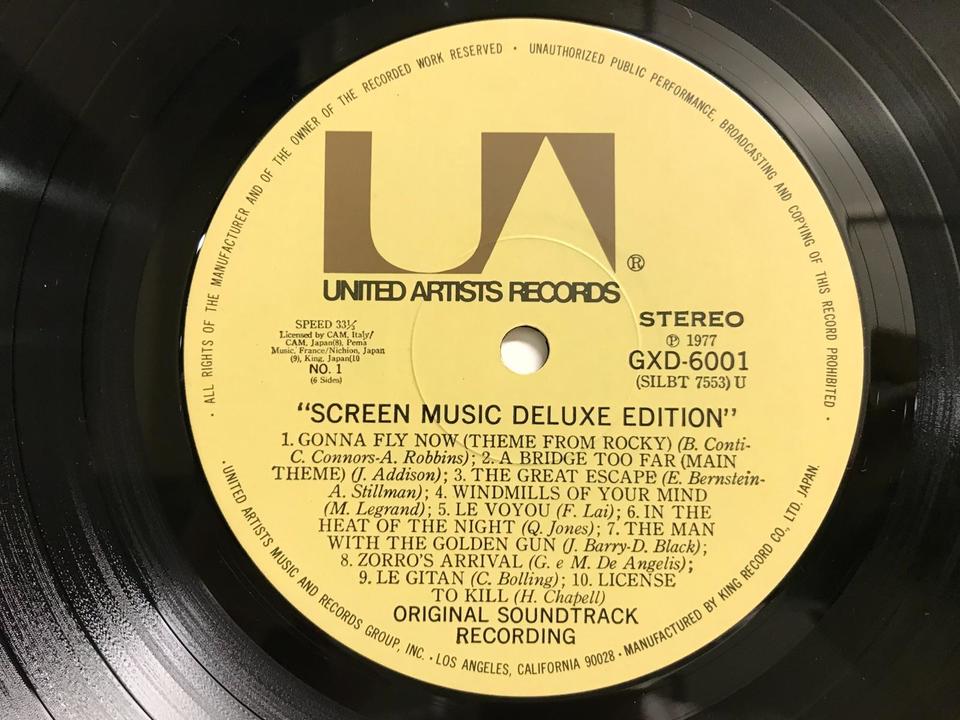 · ALL RIGHTS OF THE MANUFACTURER AND OF THE OWNER OF THE RECORDED WORK RESERVED · UNAUTHORIZED PUBLIC PERFORMANCE, BROADCASTING AND COPYING OF THIS RECORD PROHIBITED ·
UA
®
UNITED ARTISTS RECORDS
SPEED 33⅓
Licensed by CAM, Italy/
CAM, Japan(8), Pema
Music, France/Nichion, Japan
(9), King, Japan(10
NO. 1
(6 Sides)
STEREO
℗ 1977
GXD-6001
(SILBT 7553) U
“SCREEN MUSIC DELUXE EDITION”
1. GONNA FLY NOW (THEME FROM ROCKY) (B. Conti-
C. Connors-A. Robbins); 2. A BRIDGE TOO FAR (MAIN
THEME) (J. Addison); 3. THE GREAT ESCAPE (E. Bernstein-
A. Stillman); 4. WINDMILLS OF YOUR MIND
(M. Legrand); 5. LE VOYOU (F. Lai); 6. IN THE
HEAT OF THE NIGHT (Q. Jones); 7. THE MAN
WITH THE GOLDEN GUN (J. Barry-D. Black);
8. ZORRO'S ARRIVAL (G. e M. De Angelis);
9. LE GITAN (C. Bolling); 10. LICENSE
TO KILL (H. Chapell)
ORIGINAL SOUNDTRACK
RECORDING
· UNITED ARTISTS MUSIC AND RECORDS GROUP, INC. · LOS ANGELES, CALIFORNIA 90028 · MANUFACTURED BY KING RECORD CO., LTD. JAPAN.